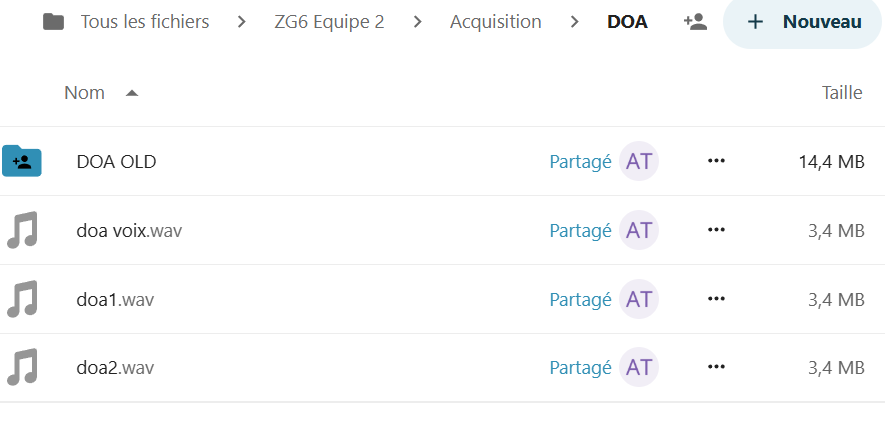 Tous les fichiers > ZG6 Equipe 2 > Acquisition > DOA + Nouveau
Nom Taille
DOA OLD Partagé AT ••• 14,4 MB
doa voix.wav Partagé AT ••• 3,4 MB
doa1.wav Partagé AT ••• 3,4 MB
doa2.wav Partagé AT ••• 3,4 MB